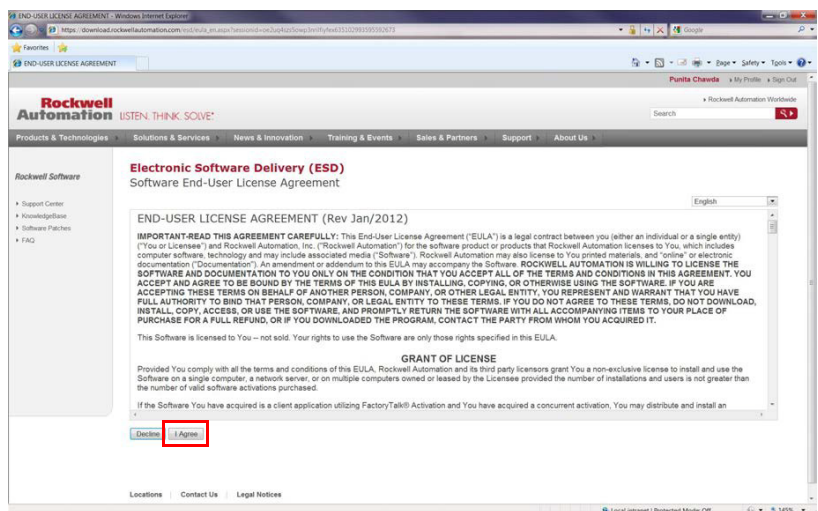 END-USER LICENSE AGREEMENT - Windows Internet Explorer
Google
Favorites
END-USER LICENSE AGREEMENT
Page Safety Tools
Punita Chawda My Profile Sign Out
Rockwell Automation Worldwide
Rockwell
Automation LISTEN. THINK. SOLVE.
Search
Products & Technologies Solutions & Services News & Innovation Training & Events Sales & Partners Support About Us
Rockwell Software
Support Center
KnowledgeBase
Software Patches
FAQ
Electronic Software Delivery (ESD)
Software End-User License Agreement
English
END-USER LICENSE AGREEMENT (Rev Jan/2012)
IMPORTANT-READ THIS AGREEMENT CAREFULLY: This End-User License Agreement ("EULA") is a legal contract between you (either an individual or a single entity)
("You or Licensee") and Rockwell Automation, Inc. ("Rockwell Automation") for the software product or products that Rockwell Automation licenses to You, which includes
computer software, technology and may include associated media ("Software"). Rockwell Automation may also license to You printed materials, and "online" or electronic
documentation ("Documentation"). An amendment or addendum to this EULA may accompany the Software. ROCKWELL AUTOMATION IS WILLING TO LICENSE THE
SOFTWARE AND DOCUMENTATION TO YOU ONLY ON THE CONDITION THAT YOU ACCEPT ALL OF THE TERMS AND CONDITIONS IN THIS AGREEMENT. YOU
ACCEPT AND AGREE TO BE BOUND BY THE TERMS OF THIS EULA BY INSTALLING, COPYING, OR OTHERWISE USING THE SOFTWARE. IF YOU ARE
ACCEPTING THESE TERMS ON BEHALF OF ANOTHER PERSON, COMPANY, OR OTHER LEGAL ENTITY, YOU REPRESENT AND WARRANT THAT YOU HAVE
FULL AUTHORITY TO BIND THAT PERSON, COMPANY, OR LEGAL ENTITY TO THESE TERMS. IF YOU DO NOT AGREE TO THESE TERMS, DO NOT DOWNLOAD,
INSTALL, COPY, ACCESS, OR USE THE SOFTWARE, AND PROMPTLY RETURN THE SOFTWARE WITH ALL ACCOMPANYING ITEMS TO YOUR PLACE OF
PURCHASE FOR A FULL REFUND, OR IF YOU DOWNLOADED THE PROGRAM, CONTACT THE PARTY FROM WHOM YOU ACQUIRED IT.
This Software is licensed to You -- not sold. Your rights to use the Software are only those rights specified in this EULA.
GRANT OF LICENSE
Provided You comply with all the terms and conditions of this EULA, Rockwell Automation and its third party licensors grant You a non-exclusive license to install and use the
Software on a single computer, a network server, or on multiple computers owned or leased by the Licensee provided the number of installations and users is not greater than
the number of valid software activations purchased.
If the Software You have acquired is a client application utilizing FactoryTalk® Activation and You have acquired a concurrent activation, You may distribute and install an
Decline I Agree
Locations Contact Us Legal Notices
Local intranet | Protected Mode: Off 145%